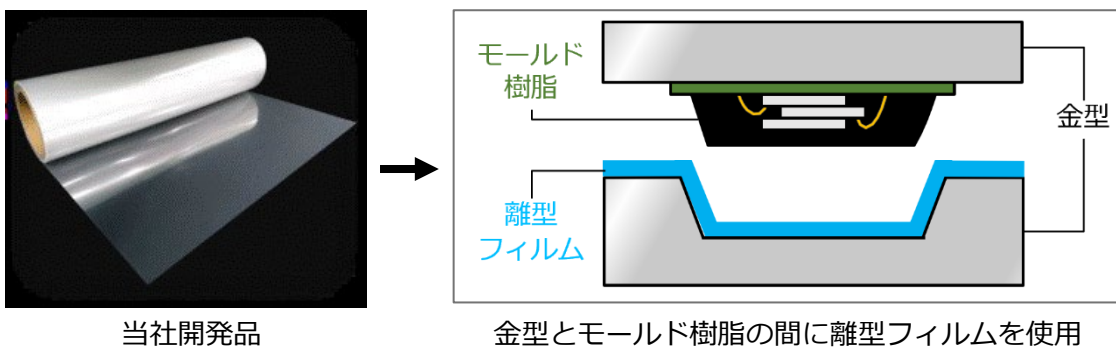 モールド
樹脂
金型
離型
フィルム
当社開発品
金型とモールド樹脂の間に離型フィルムを使用